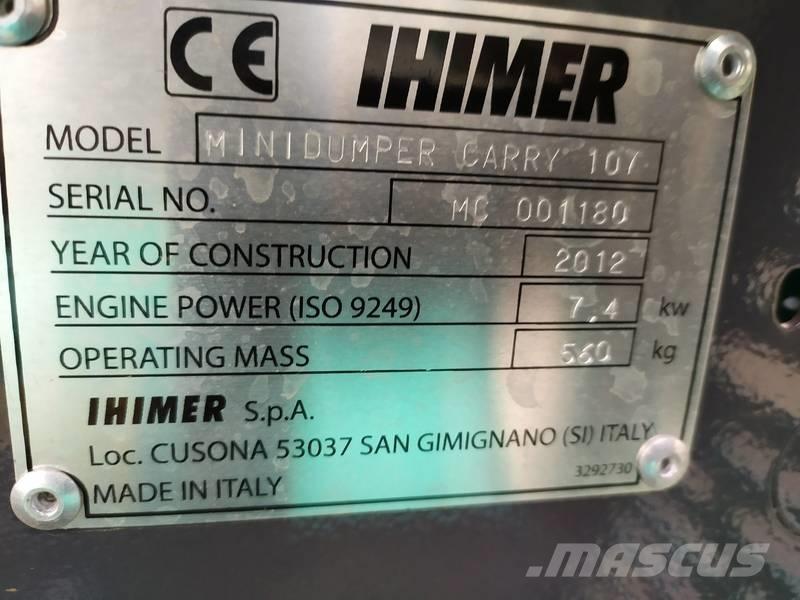 CE IHIMER
MODEL MINIDUMPER CARRY 107
SERIAL NO. MC 001180
YEAR OF CONSTRUCTION 2012
ENGINE POWER (ISO 9249) 7,4 kw
OPERATING MASS 560 kg
IHIMER S.p.A.
Loc. CUSONA 53037 SAN GIMIGNANO (SI) ITALY
3292730
MADE IN ITALY
MASCUS